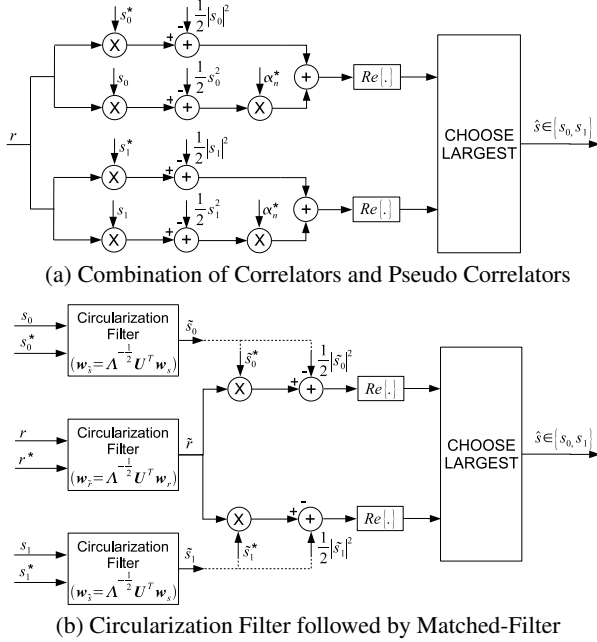 s₀*
½|s₀|²
X
+
s₀
½s₀²
αₙ*
X
+
X
+
Re{.}
r
s₁*
½|s₁|²
X
+
s₁
½s₁²
αₙ*
X
+
X
+
Re{.}
CHOOSE
LARGEST
ŝ∈{s₀, s₁}
(a) Combination of Correlators and Pseudo Correlators
s₀
s₀*
Circularization
Filter
(w_s̃ = Λ^(-1/2) U^T w_s)
s̃₀
s̃₀*
½|s̃₀|²
X
+
Re{.}
r
r*
Circularization
Filter
(w_r̃ = Λ^(-1/2) U^T w_r)
r̃
s₁
s₁*
Circularization
Filter
(w_s̃ = Λ^(-1/2) U^T w_s)
s̃₁
s̃₁*
½|s̃₁|²
X
+
Re{.}
CHOOSE
LARGEST
ŝ∈{s₀, s₁}
(b) Circularization Filter followed by Matched-Filter